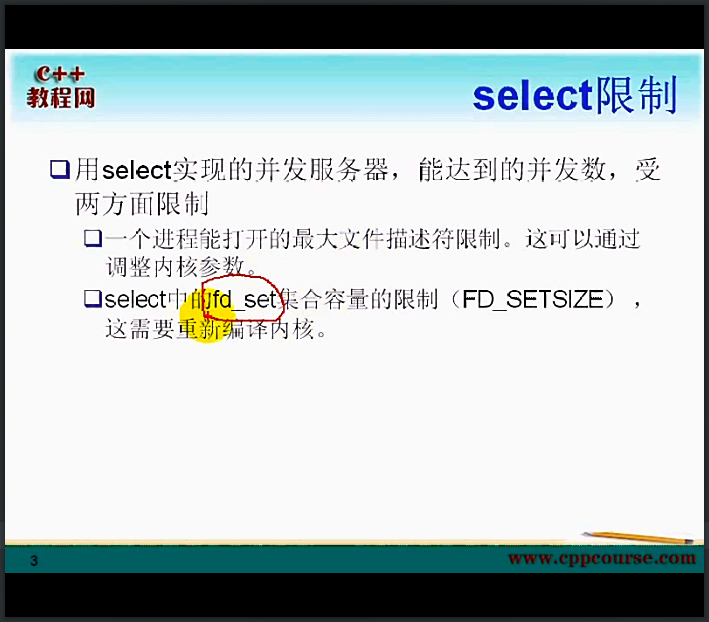 C++
教程网
select限制
用select实现的并发服务器，能达到的并发数，受
两方面限制
一个进程能打开的最大文件描述符限制。这可以通过
调整内核参数。
select中的fd_set集合容量的限制（FD_SETSIZE），
这需要重新编译内核。
3
www.cppcourse.com